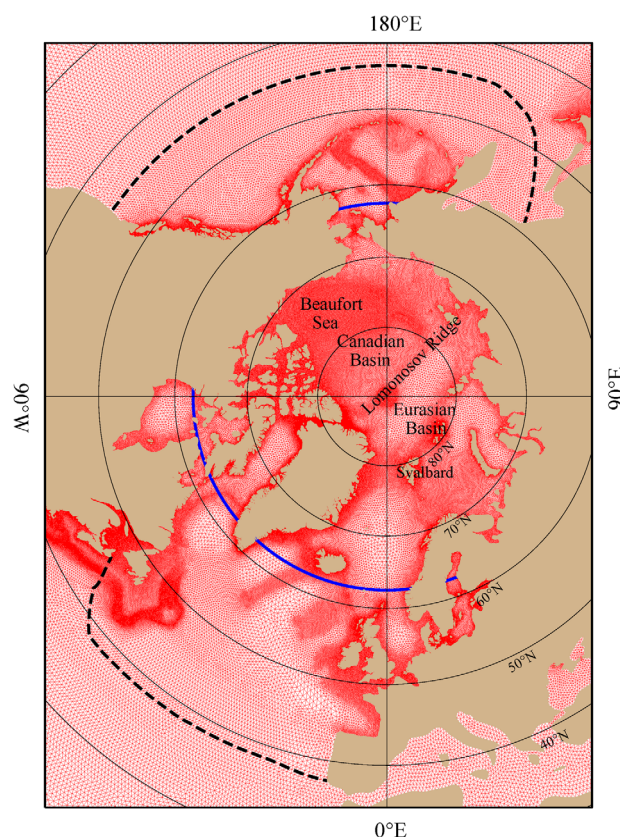 180°E
Beaufort
Sea
Canadian
Basin
Lomonosov Ridge
90°W
90°E
Eurasian
Basin
80°N
Svalbard
70°N
60°N
50°N
40°N
0°E